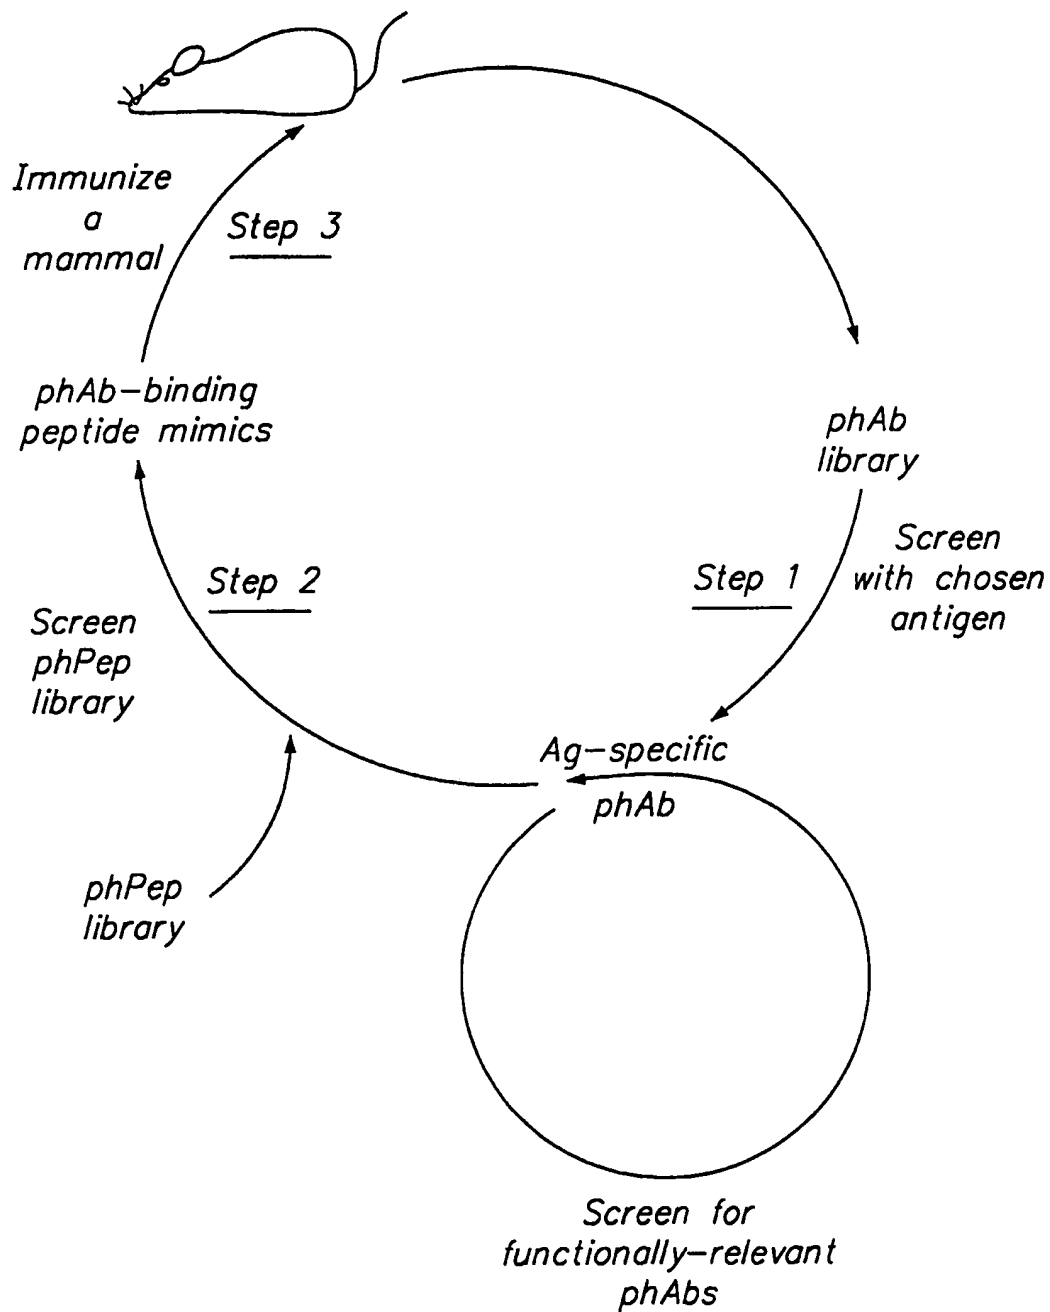 Immunize
a
mammal
Step 3
phAb-binding
peptide mimics
phAb
library
Screen
with chosen
antigen
Step 1
Step 2
Screen
phPep
library
Ag-specific
phAb
phPep
library
Screen for
functionally-relevant
phAbs